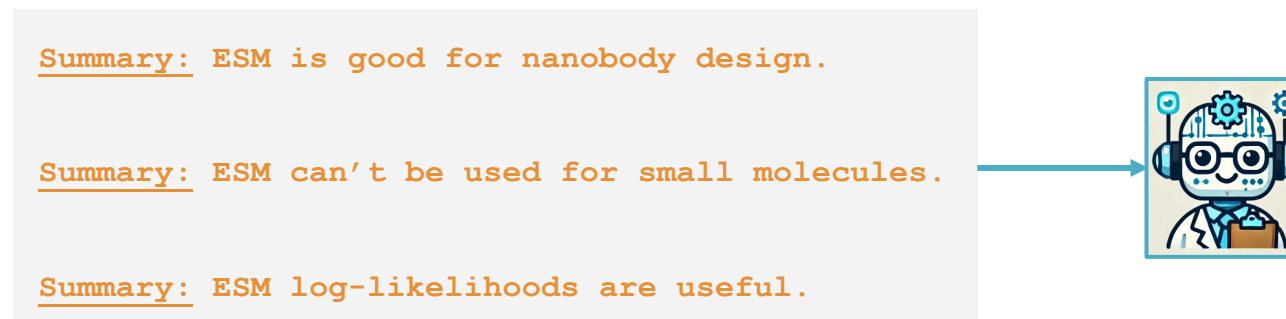 Summary: ESM is good for nanobody design.
Summary: ESM can’t be used for small molecules.
Summary: ESM log-likelihoods are useful.